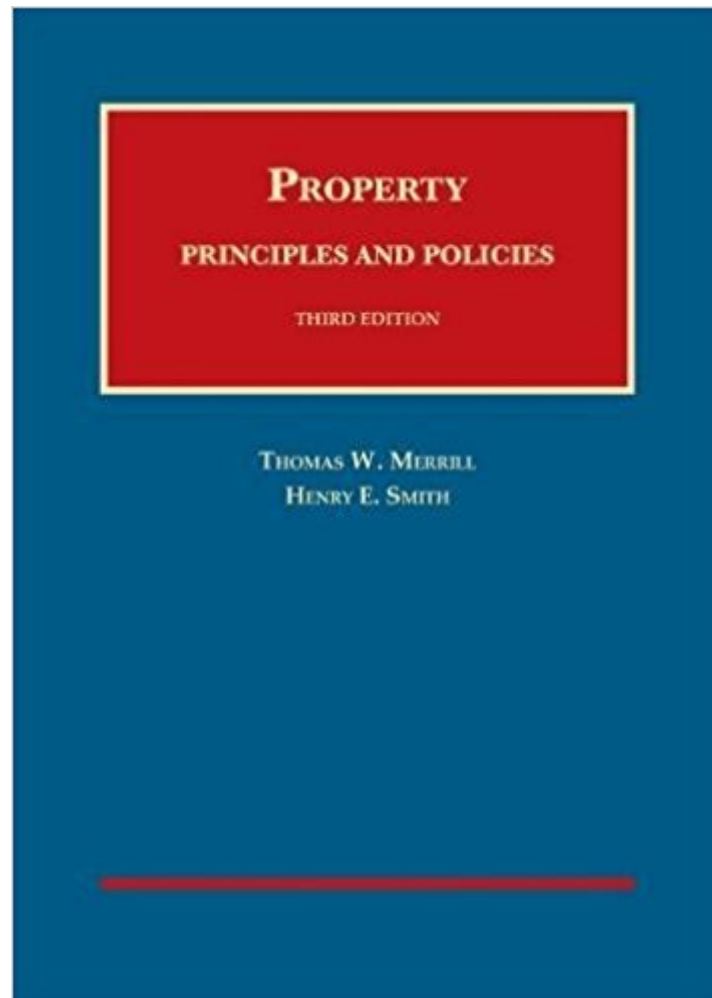 PROPERTY
PRINCIPLES AND POLICIES
THIRD EDITION
THOMAS W. MERRILL
HENRY E. SMITH